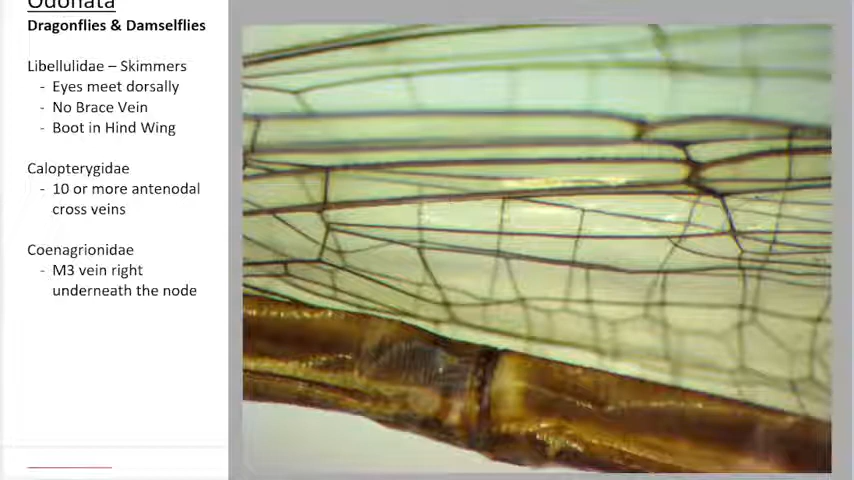 Odonata
Dragonflies & Damselflies
Libellulidae – Skimmers
- Eyes meet dorsally
- No Brace Vein
- Boot in Hind Wing
Calopterygidae
- 10 or more antenodal
cross veins
Coenagrionidae
- M3 vein right
underneath the node